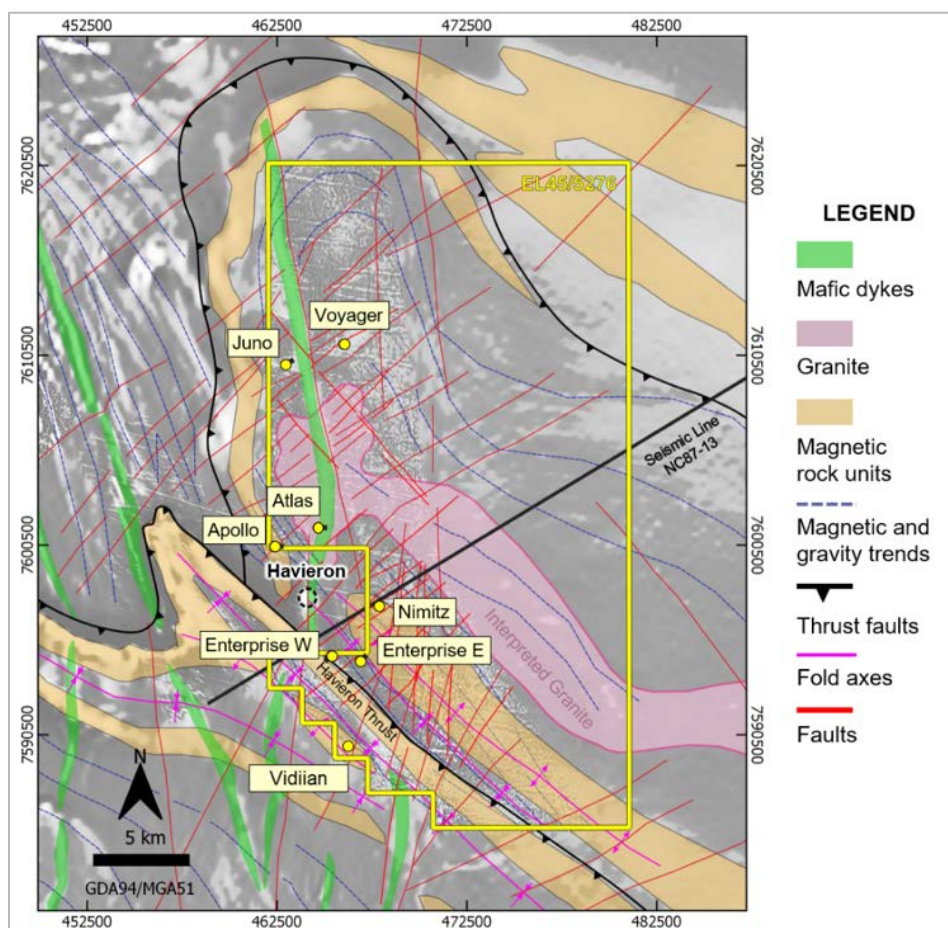 452500
462500
472500
482500
7620500
7620500
EL45/5276
Voyager
Juno
7610500
7610500
Seismic Line
NC87-13
Atlas
Apollo
7600500
7600500
Havieron
Nimitz
Enterprise W
Enterprise E
Interpreted Granite
Havieron Thrust
7590500
7590500
Vidiian
N
5 km
GDA94/MGA51
452500
462500
472500
482500
LEGEND
Mafic dykes
Granite
Magnetic
rock units
Magnetic and
gravity trends
Thrust faults
Fold axes
Faults